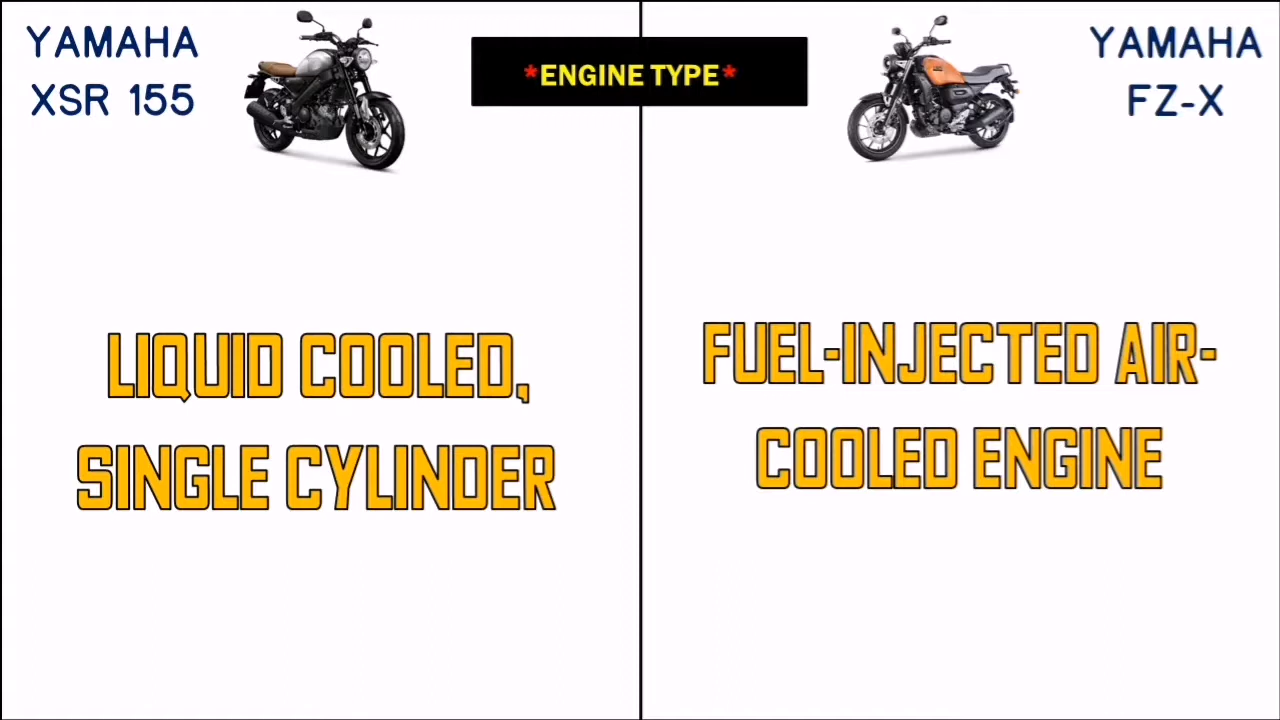 YAMAHA
XSR 155
*ENGINE TYPE*
YAMAHA
FZ-X
LIQUID COOLED,
SINGLE CYLINDER
FUEL-INJECTED AIR-
COOLED ENGINE